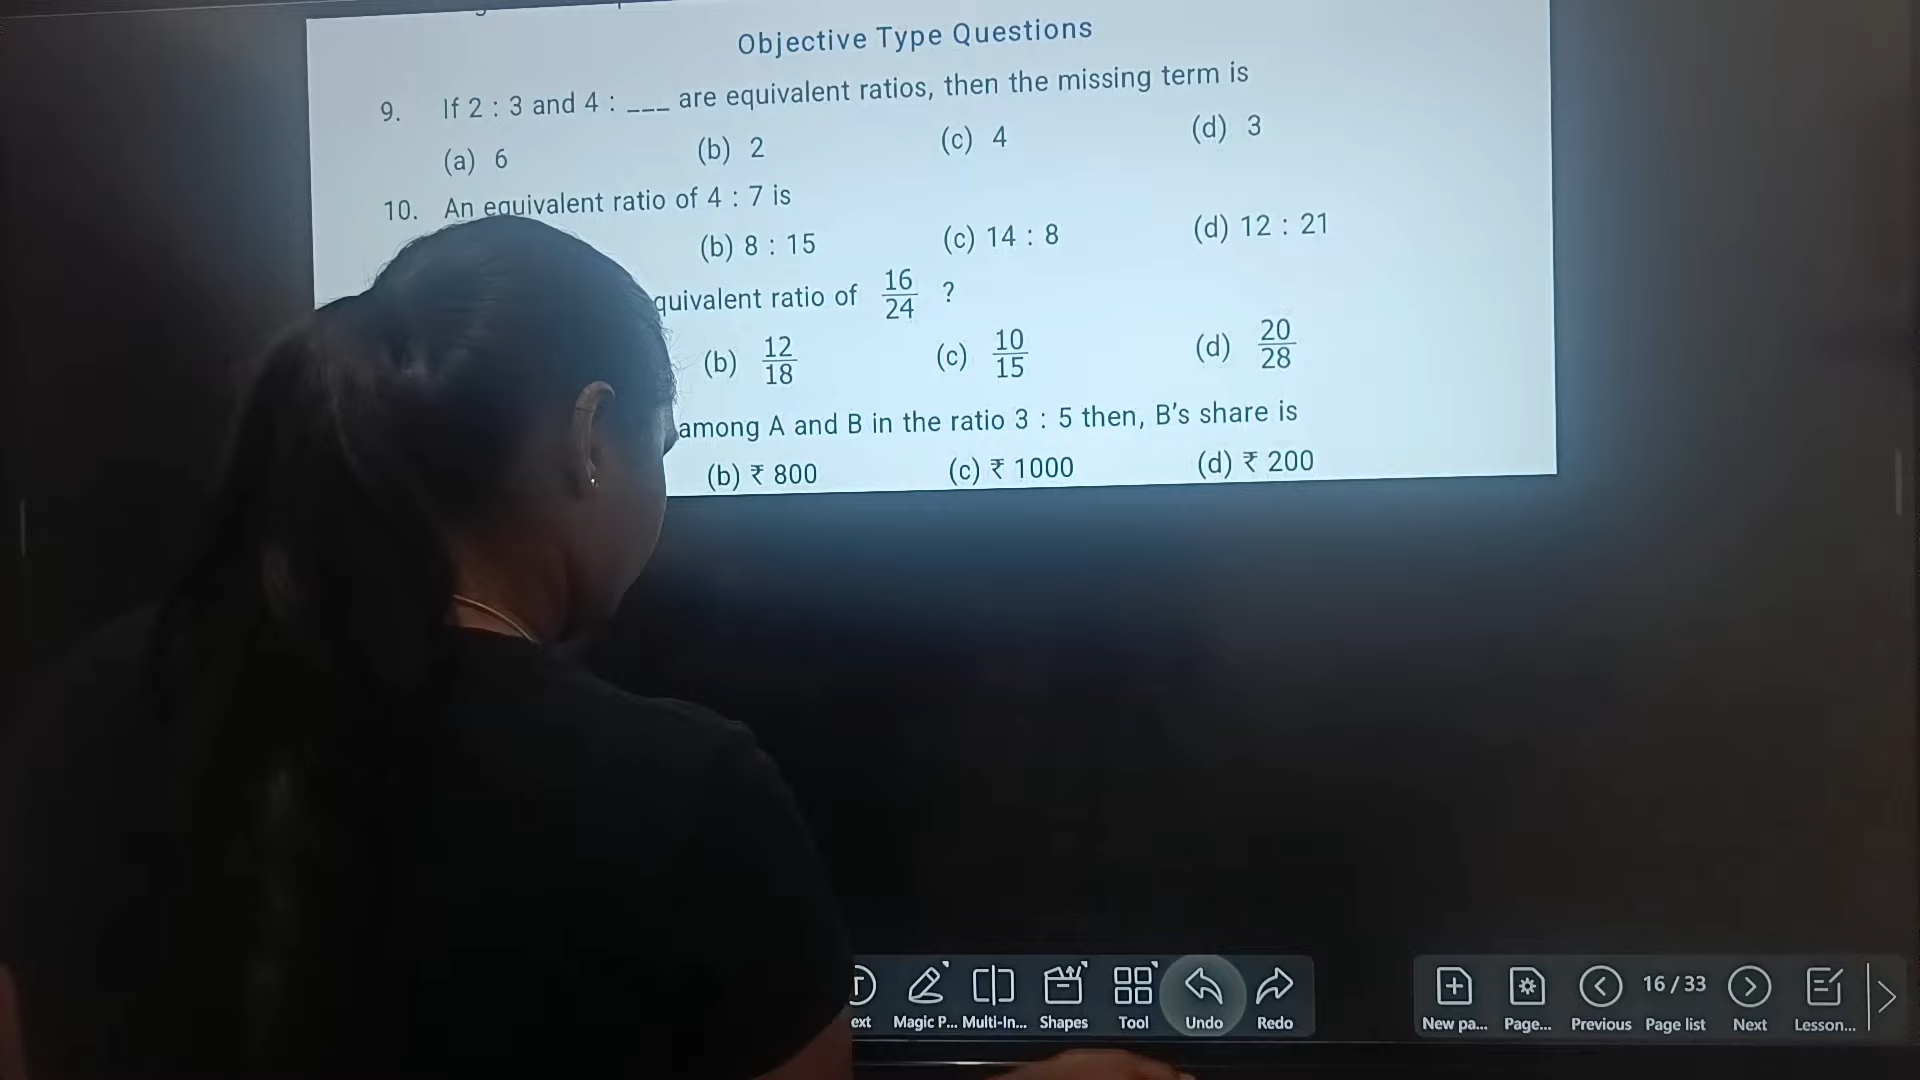 Objective Type Questions
9. If 2 : 3 and 4 : ___ are equivalent ratios, then the missing term is
(a) 6 (b) 2 (c) 4 (d) 3
10. An equivalent ratio of 4 : 7 is
(b) 8 : 15 (c) 14 : 8 (d) 12 : 21
quivalent ratio of 16/24 ?
(b) 12/18 (c) 10/15 (d) 20/28
among A and B in the ratio 3 : 5 then, B's share is
(b) ₹ 800 (c) ₹ 1000 (d) ₹ 200
16 / 33
ext Magic P... Multi-In... Shapes Tool Undo Redo New pa... Page... Previous Page list Next Lesson...